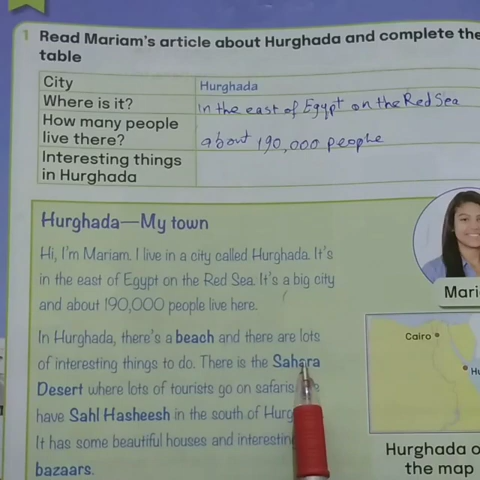 1 Read Mariam's article about Hurghada and complete the
table
City Hurghada
Where is it? in the east of Egypt on the Red Sea
How many people
live there? about 190,000 people
Interesting things
in Hurghada
Hurghada—My town
Hi, I'm Mariam. I live in a city called Hurghada. It's
in the east of Egypt on the Red Sea. It's a big city
and about 190,000 people live here.
In Hurghada, there's a beach and there are lots
of interesting things to do. There is the Sahara
Desert where lots of tourists go on safaris.
have Sahl Hasheesh in the south of
It has some beautiful houses and
bazaars.
Cairo
Hurghada
the map